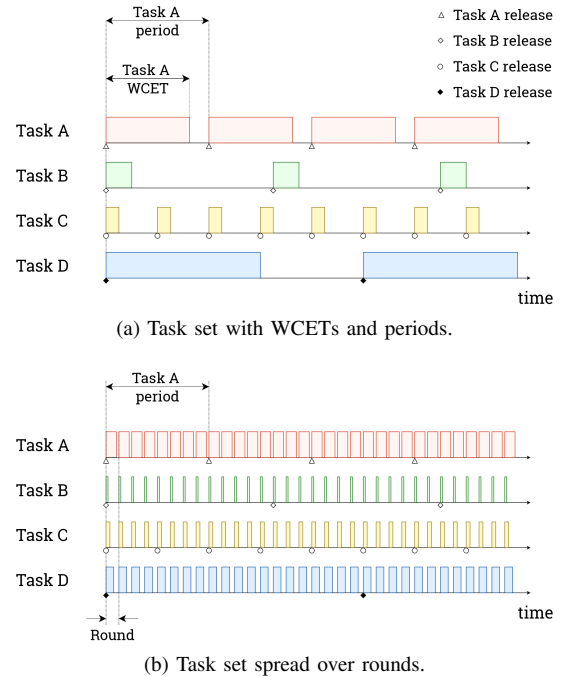 Task A
period
Task A release
Task B release
Task C release
Task D release
Task A
WCET
Task A
Task B
Task C
Task D
time
(a) Task set with WCETs and periods.
Task A
period
Task A
Task B
Task C
Task D
time
Round
(b) Task set spread over rounds.